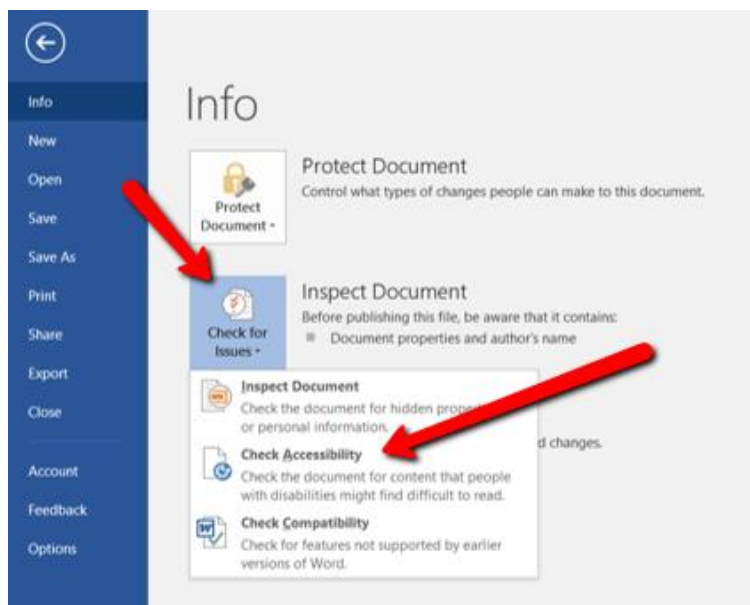 Info
New
Open
Save
Save As
Print
Share
Export
Close
Account
Feedback
Options
Info
Protect
Document
Protect Document
Control what types of changes people can make to this document.
Check for
Issues
Inspect Document
Before publishing this file, be aware that it contains:
Document properties and author's name
Inspect Document
Check the document for hidden
or personal information.
d changes.
Check Accessibility
Check the document for content that people
with disabilities might find difficult to read.
Check Compatibility
Check for features not supported by earlier
versions of Word.